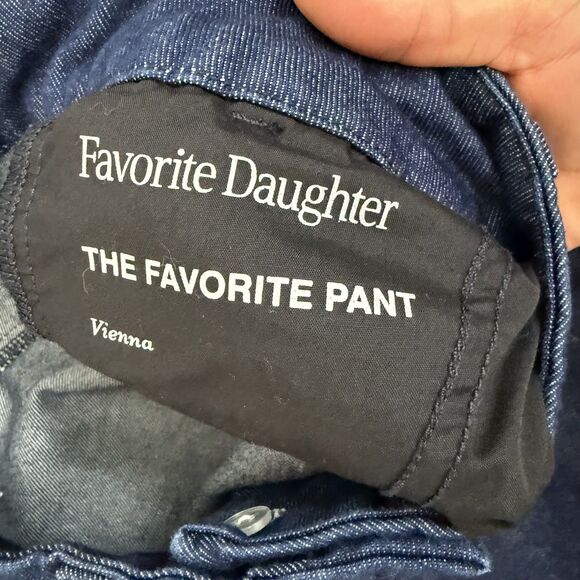 Favorite Daughter
THE FAVORITE PANT
Vienna